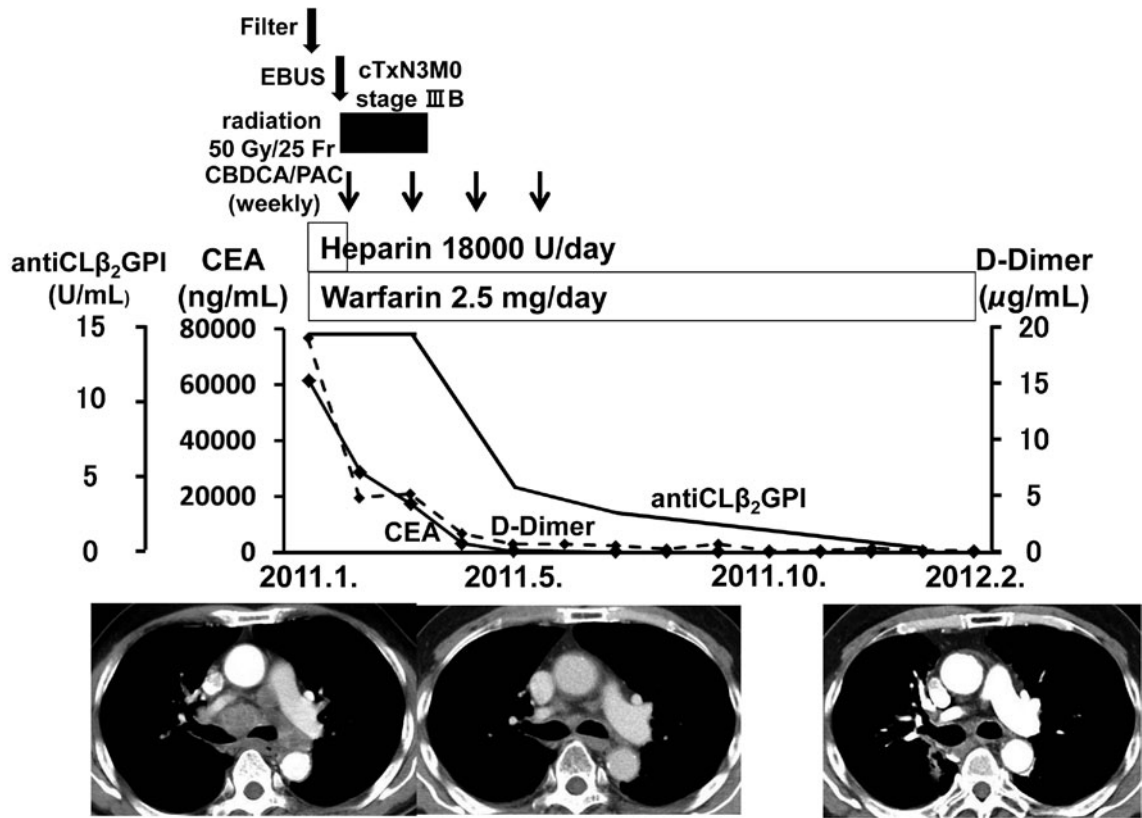 Filter
EBUS
cTxN3M0
stage ⅢB
radiation
50 Gy/25 Fr
CBDCA/PAC
(weekly)
Heparin 18000 U/day
Warfarin 2.5 mg/day
antiCLβ₂GPI
(U/mL)
CEA
(ng/mL)
D-Dimer
(μg/mL)
15
10
5
0
80000
60000
40000
20000
0
20
15
10
5
0
antiCLβ₂GPI
CEA
D-Dimer
2011.1.
2011.5.
2011.10.
2012.2.